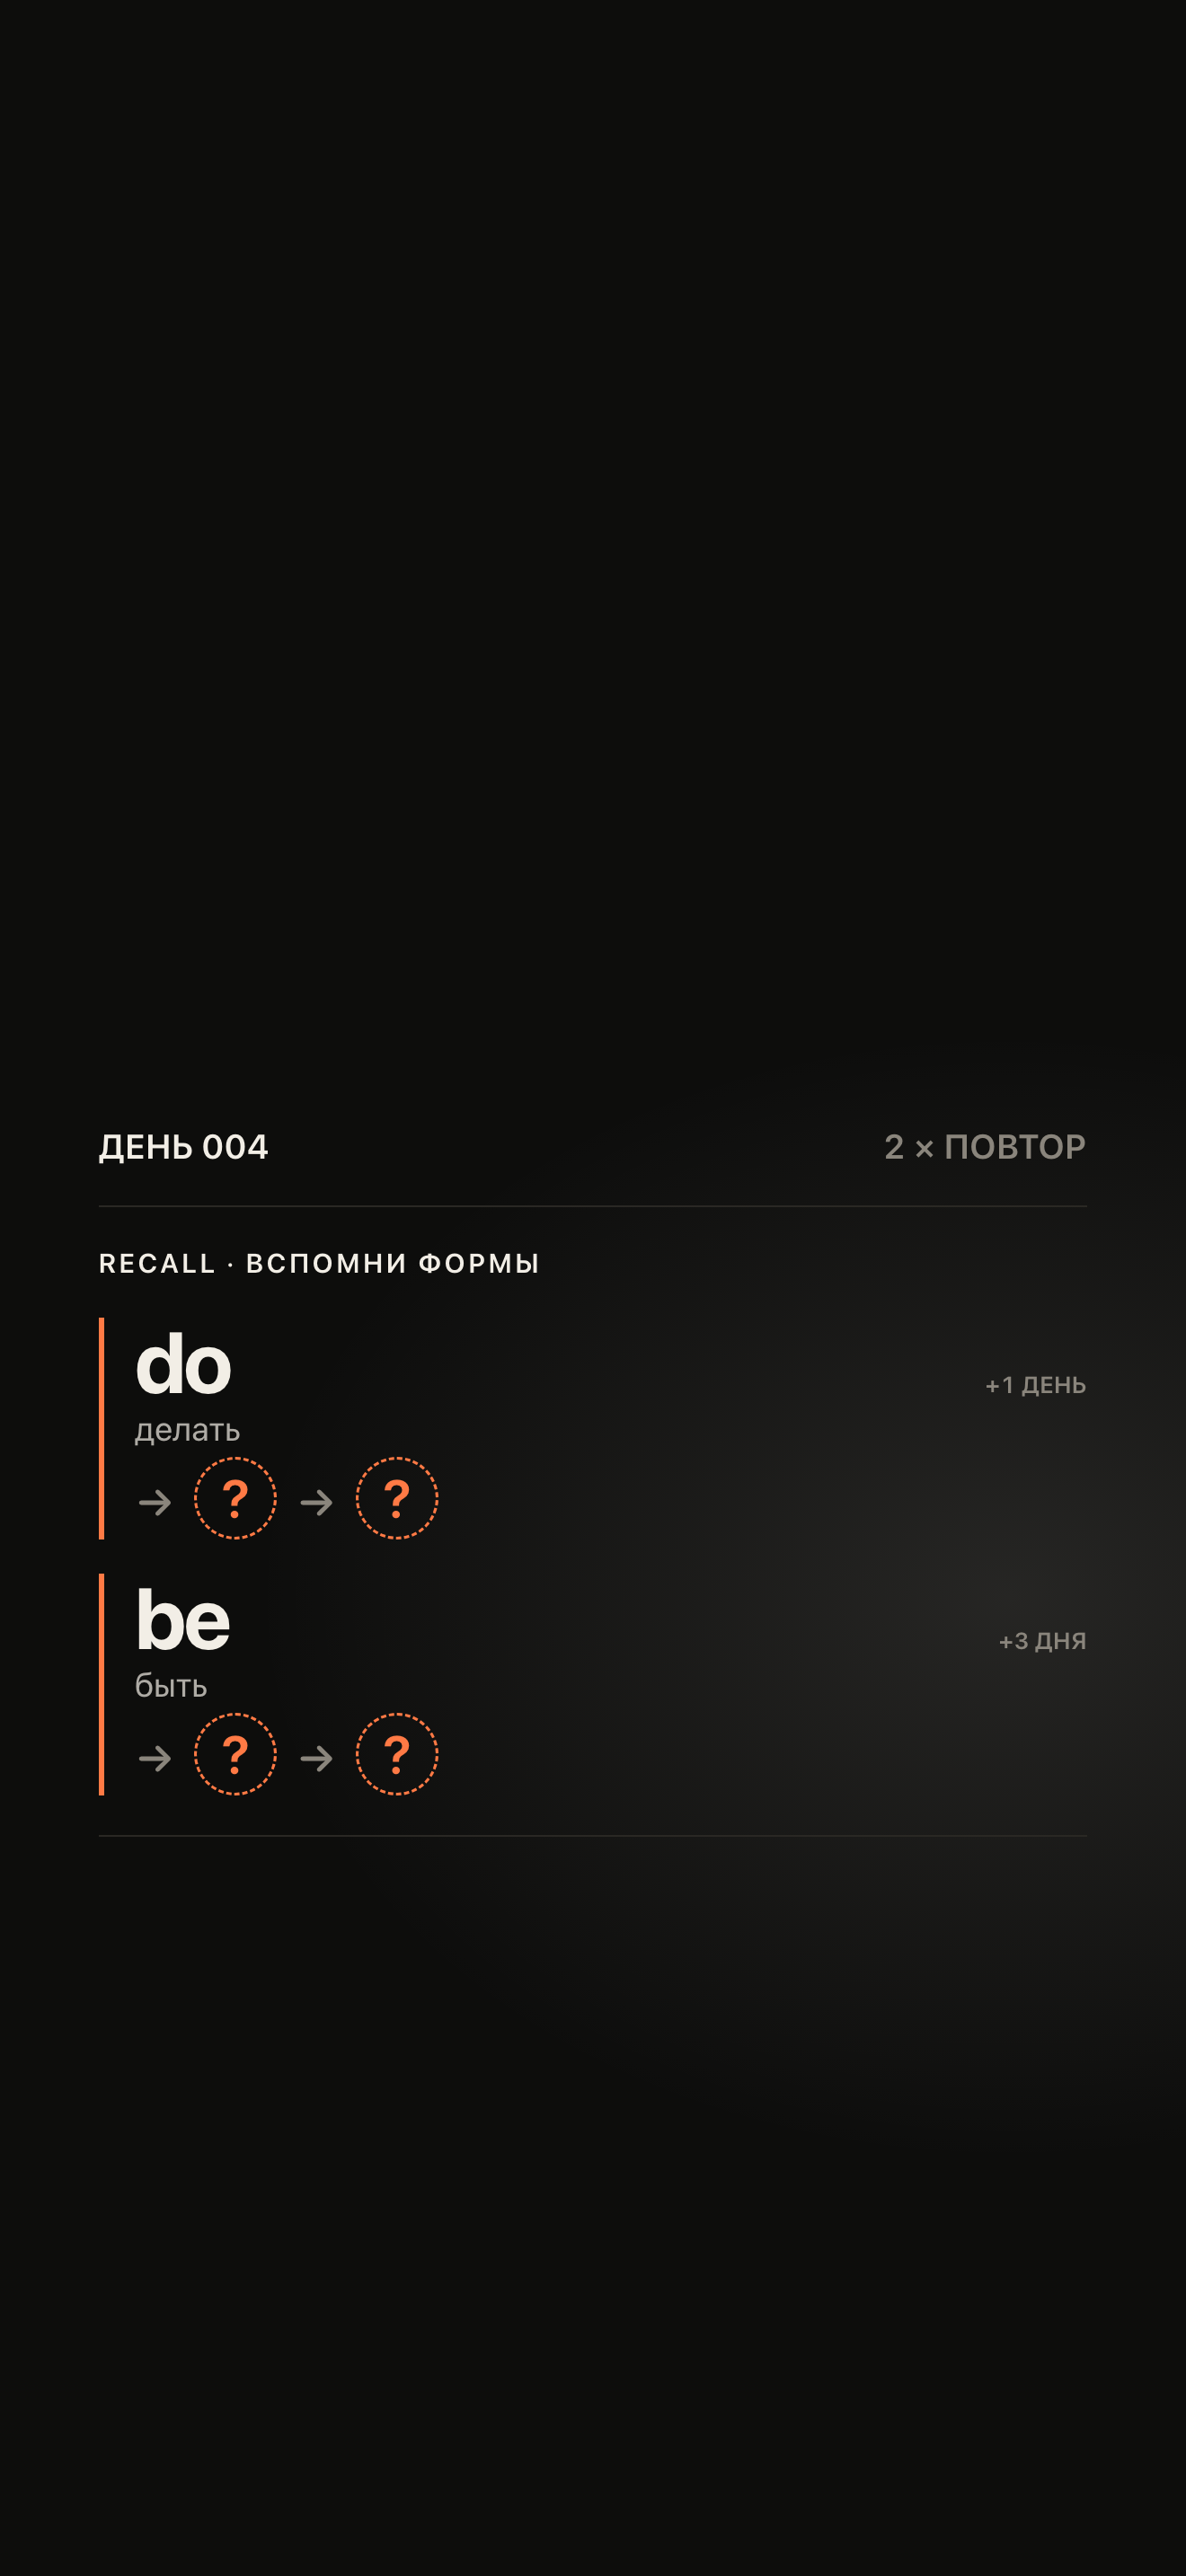 ДЕНЬ 004
2 × ПОВТОР
RECALL · ВСПОМНИ ФОРМЫ
do
+1 ДЕНЬ
делать
→ ? → ?
be
+3 ДНЯ
быть
→ ? → ?